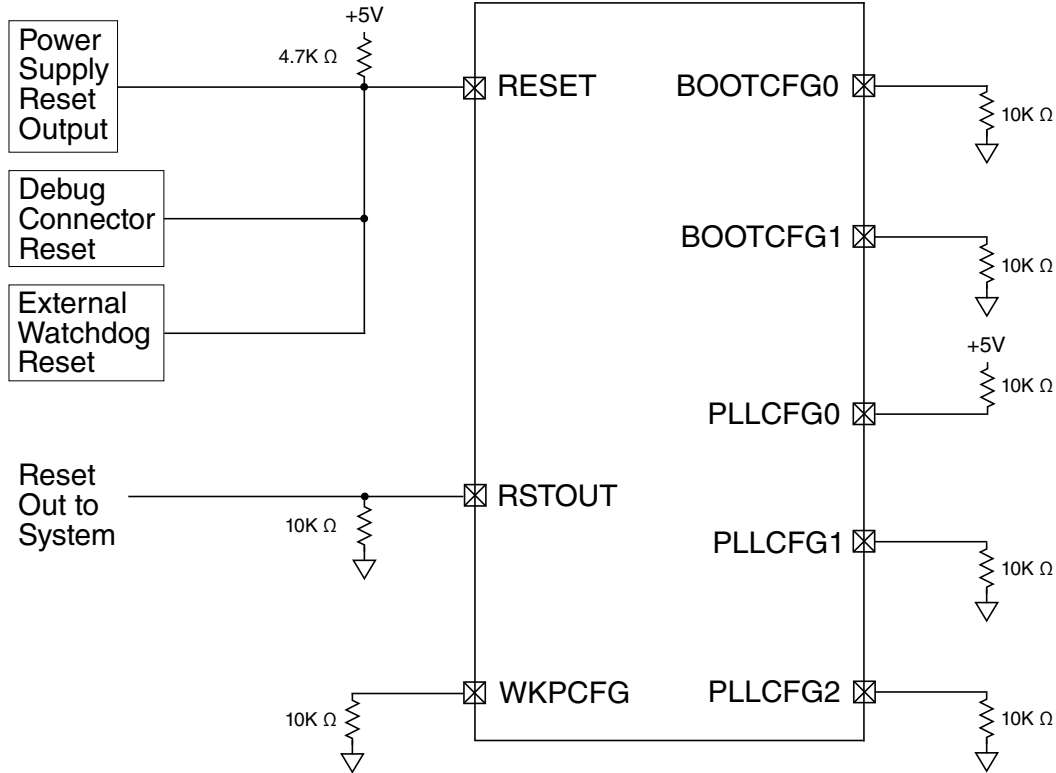 Power
Supply
Reset
Output
+5V
4.7K Ω
RESET
BOOTCFG0
10K Ω
Debug
Connector
Reset
BOOTCFG1
10K Ω
External
Watchdog
Reset
+5V
10K Ω
PLLCFG0
Reset
Out to
System
10K Ω
RSTOUT
PLLCFG1
10K Ω
WKPCFG
10K Ω
PLLCFG2
10K Ω